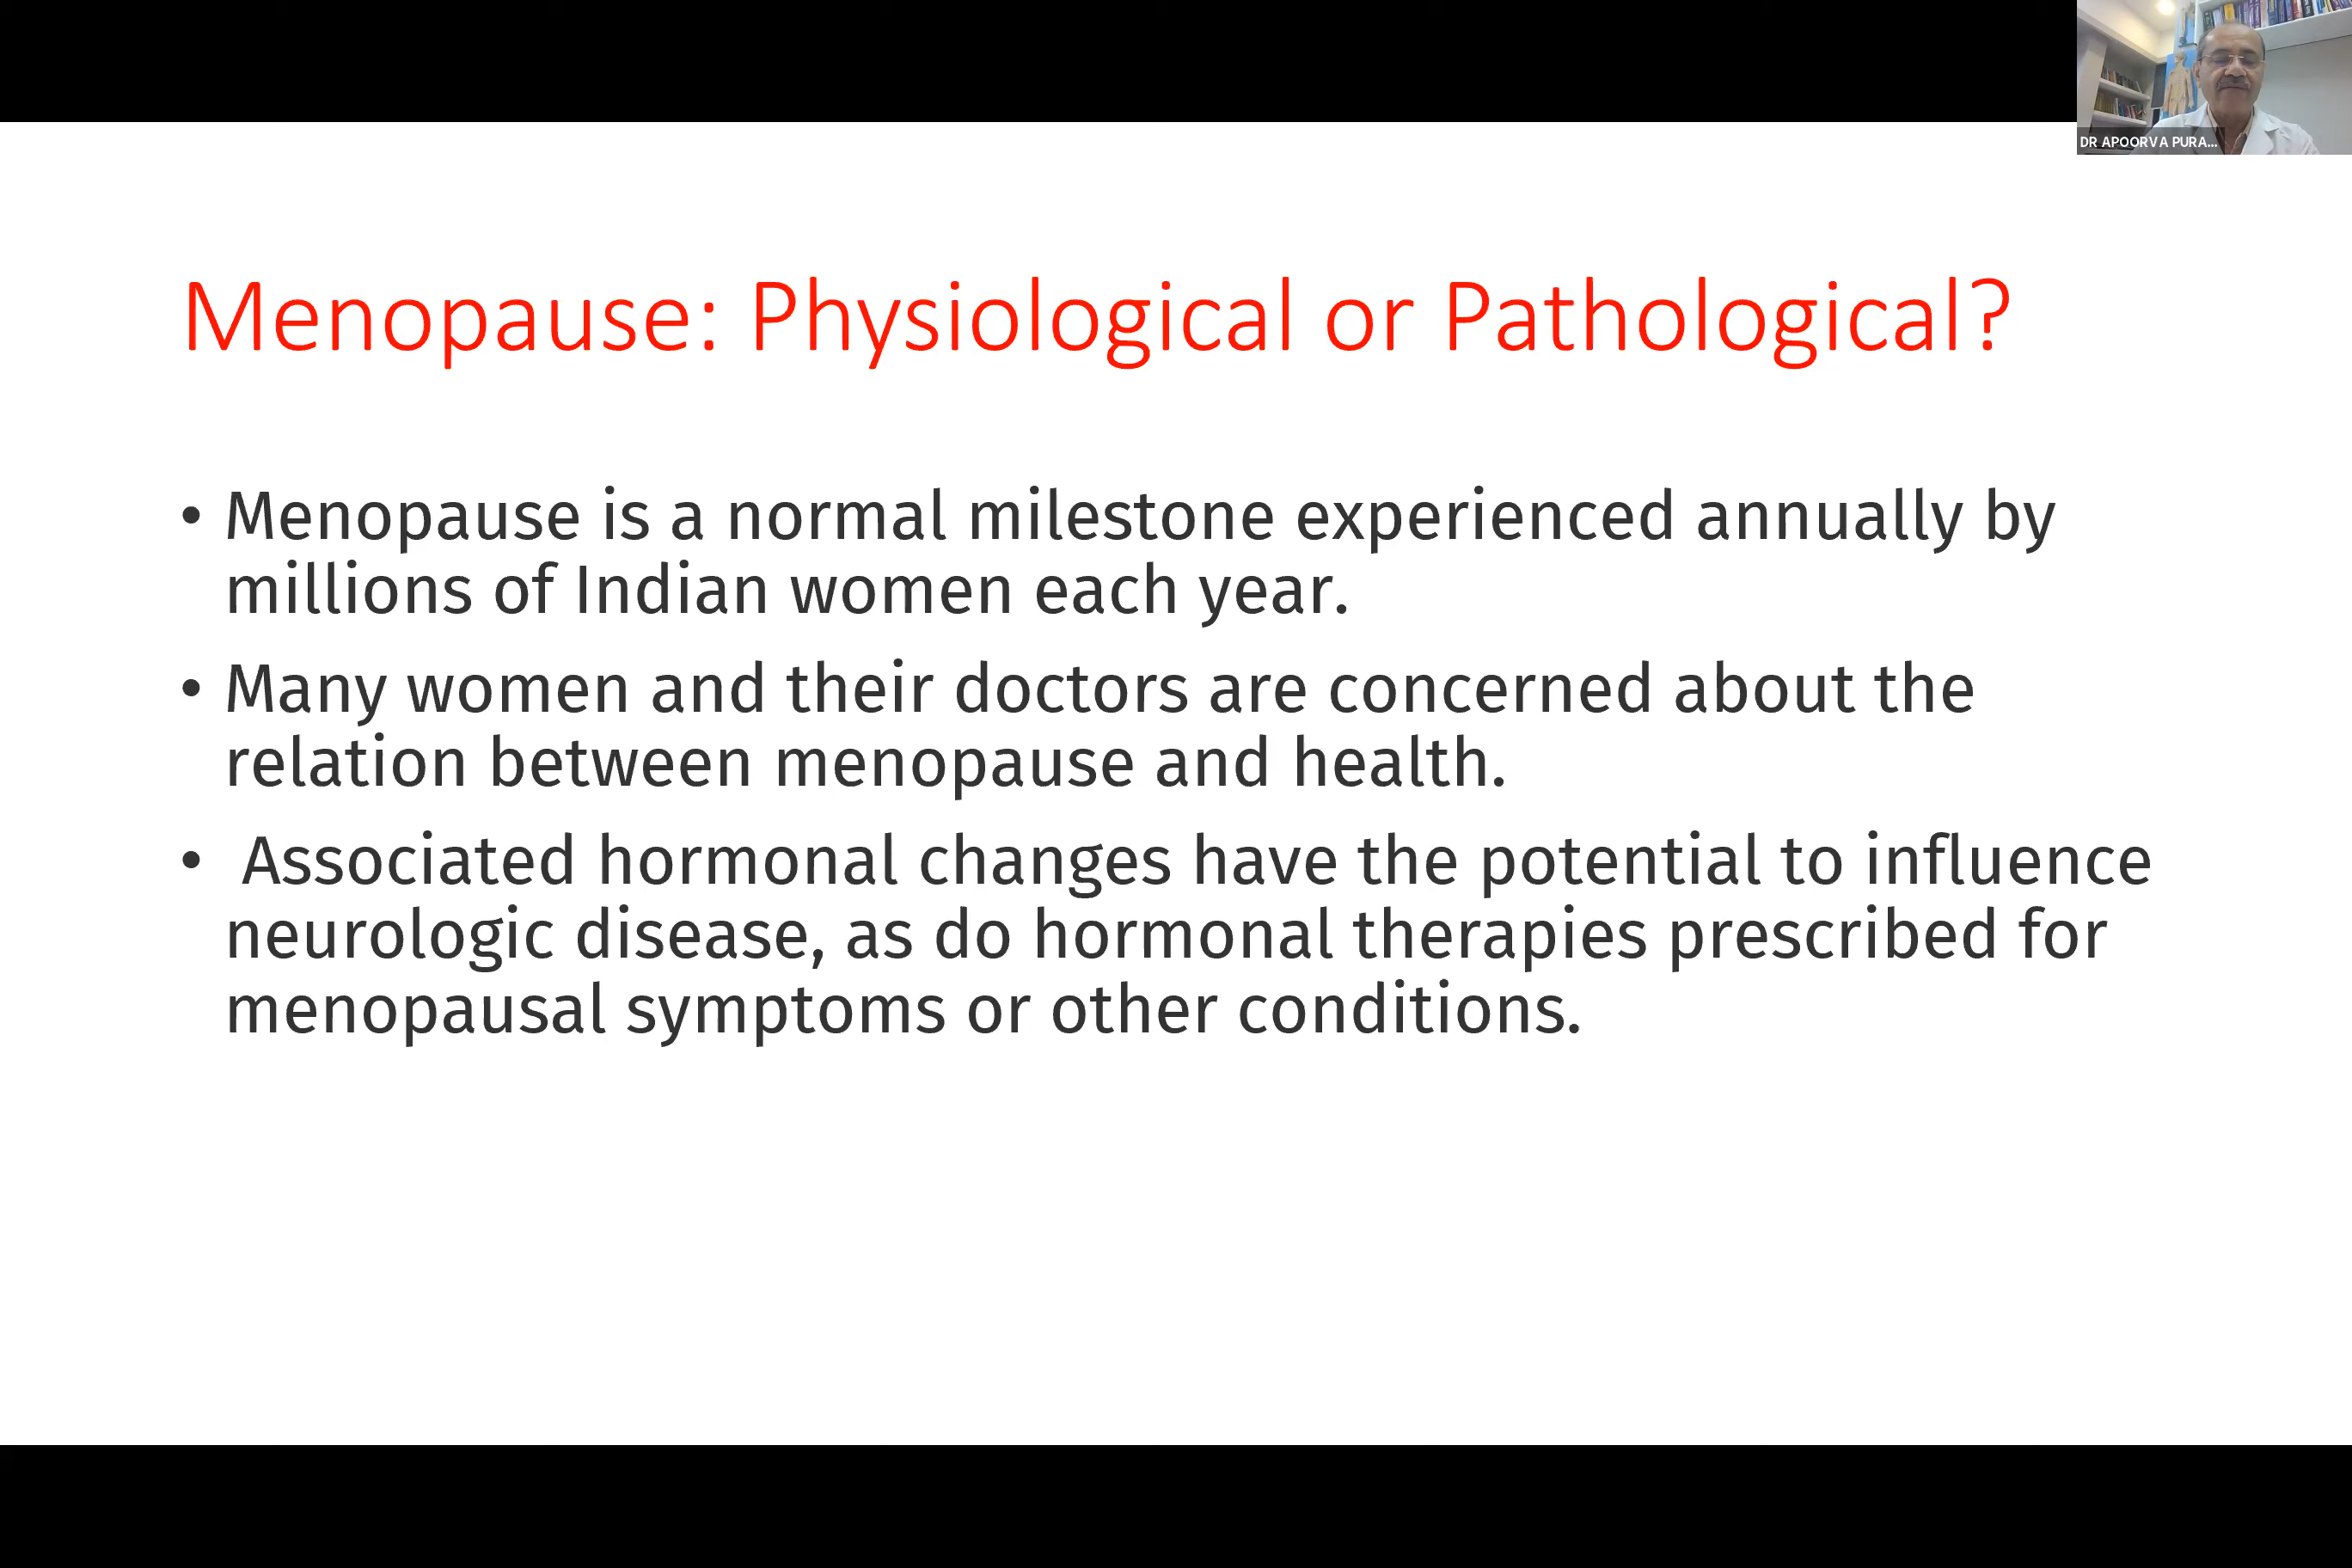 DR APOORVA PURA...
Menopause: Physiological or Pathological?
• Menopause is a normal milestone experienced annually by
millions of Indian women each year.
• Many women and their doctors are concerned about the
relation between menopause and health.
• Associated hormonal changes have the potential to influence
neurologic disease, as do hormonal therapies prescribed for
menopausal symptoms or other conditions.